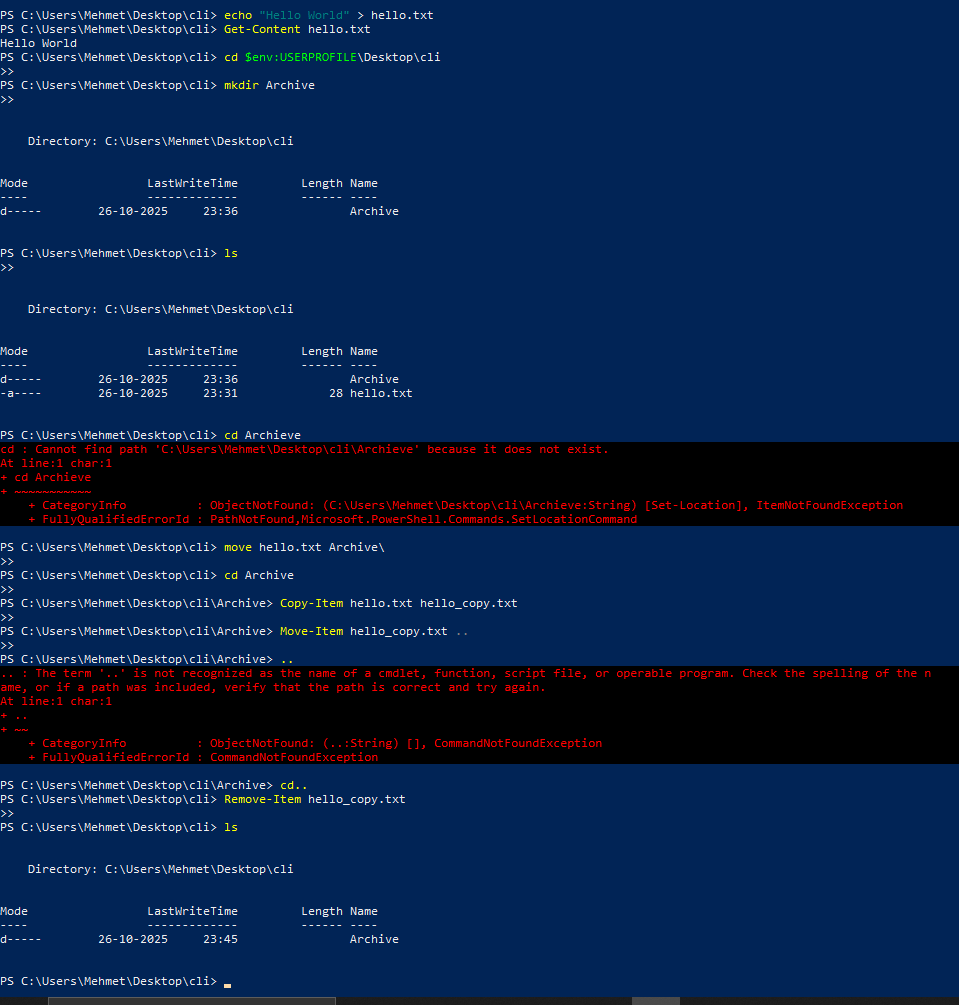 PS C:\Users\Mehmet\Desktop\cli> echo "Hello World" > hello.txt
PS C:\Users\Mehmet\Desktop\cli> Get-Content hello.txt
Hello World
PS C:\Users\Mehmet\Desktop\cli> cd $env:USERPROFILE\Desktop\cli
>>
PS C:\Users\Mehmet\Desktop\cli> mkdir Archive
>>
    Directory: C:\Users\Mehmet\Desktop\cli
Mode                 LastWriteTime         Length Name
----                 -------------         ------ ----
d-----        26-10-2025     23:36                Archive
PS C:\Users\Mehmet\Desktop\cli> ls
>>
    Directory: C:\Users\Mehmet\Desktop\cli
Mode                 LastWriteTime         Length Name
----                 -------------         ------ ----
d-----        26-10-2025     23:36                Archive
-a----        26-10-2025     23:31             28 hello.txt
PS C:\Users\Mehmet\Desktop\cli> cd Archieve
cd : Cannot find path 'C:\Users\Mehmet\Desktop\cli\Archieve' because it does not exist.
At line:1 char:1
+ cd Archieve
+ ~~~~~~~~~~~
    + CategoryInfo          : ObjectNotFound: (C:\Users\Mehmet\Desktop\cli\Archieve:String) [Set-Location], ItemNotFoundException
    + FullyQualifiedErrorId : PathNotFound,Microsoft.PowerShell.Commands.SetLocationCommand
PS C:\Users\Mehmet\Desktop\cli> move hello.txt Archive\
>>
PS C:\Users\Mehmet\Desktop\cli> cd Archive
>>
PS C:\Users\Mehmet\Desktop\cli\Archive> Copy-Item hello.txt hello_copy.txt
>>
PS C:\Users\Mehmet\Desktop\cli\Archive> Move-Item hello_copy.txt ..
>>
PS C:\Users\Mehmet\Desktop\cli\Archive> ..
.. : The term '..' is not recognized as the name of a cmdlet, function, script file, or operable program. Check the spelling of the n
ame, or if a path was included, verify that the path is correct and try again.
At line:1 char:1
+ ..
+ ~~
    + CategoryInfo          : ObjectNotFound: (..:String) [], CommandNotFoundException
    + FullyQualifiedErrorId : CommandNotFoundException
PS C:\Users\Mehmet\Desktop\cli\Archive> cd..
PS C:\Users\Mehmet\Desktop\cli> Remove-Item hello_copy.txt
>>
PS C:\Users\Mehmet\Desktop\cli> ls
    Directory: C:\Users\Mehmet\Desktop\cli
Mode                 LastWriteTime         Length Name
----                 -------------         ------ ----
d-----        26-10-2025     23:45                Archive
PS C:\Users\Mehmet\Desktop\cli>